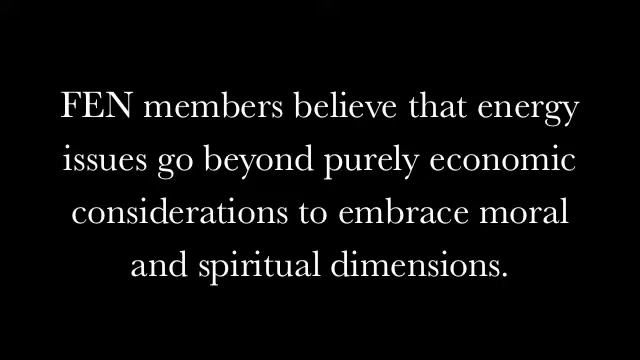 FEN members believe that energy
issues go beyond purely economic
considerations to embrace moral
and spiritual dimensions.